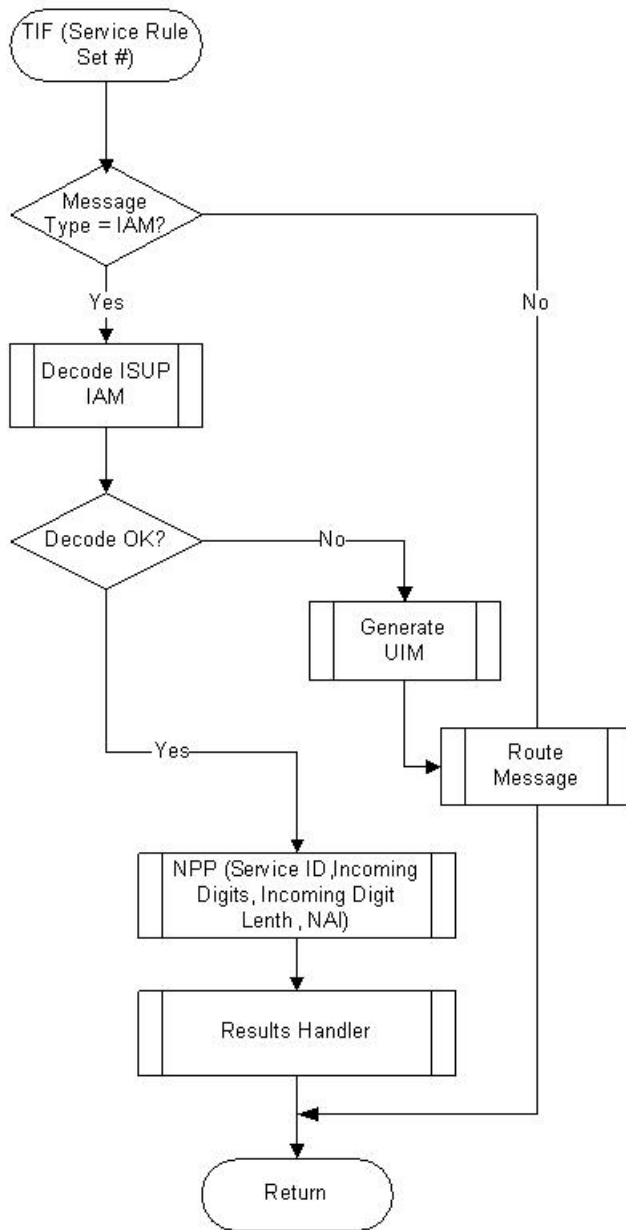 TIF (Service Rule
Set #)
Message
Type = IAM?
Yes
No
Decode ISUP
IAM
Decode OK?
No
Generate
UIM
Route
Message
Yes
NPP (Service ID,Incoming
Digits, Incoming Digit
Lenth , NAI)
Results Handler
Return